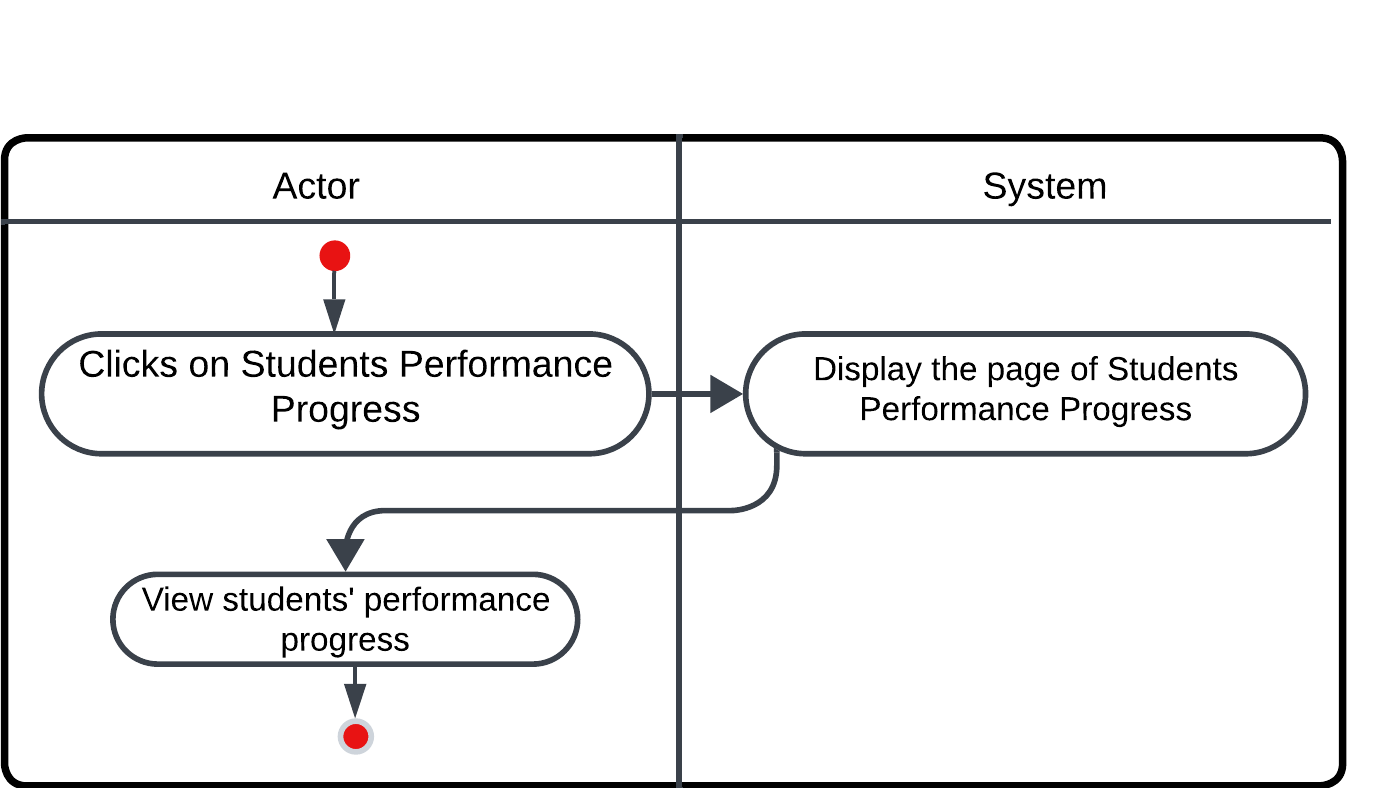 Actor
System
Clicks on Students Performance
Progress
Display the page of Students
Performance Progress
View students' performance
progress